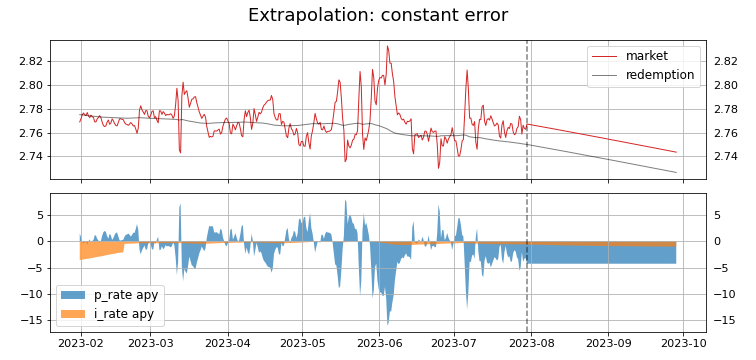 Extrapolation: constant error
2.82 2.82
2.80 2.80
2.78 2.78
2.76 2.76
2.74 2.74
market
redemption
5 5
0 0
−5 −5
−10 −10
−15 −15
p_rate apy
i_rate apy
2023-02 2023-03 2023-04 2023-05 2023-06 2023-07 2023-08 2023-09 2023-10